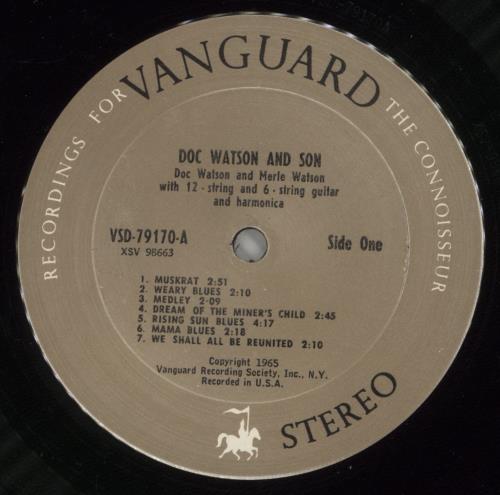 RECORDINGS FOR VANGUARD THE CONNOISSEUR
DOC WATSON AND SON
Doc Watson and Merle Watson
with 12-string and 6-string guitar
and harmonica
VSD-79170-A
XSV 98663
Side One
1. MUSKRAT 2:51
2. WEARY BLUES 2:10
3. MEDLEY 2-09
4. DREAM OF THE MINER'S CHILD 2:45
5. RISING SUN BLUES 4:17
6. MAMA BLUES 2:18
7. WE SHALL ALL BE REUNITED 2:10
Copyright 1965
Vanguard Recording Society, Inc., N.Y.
Recorded in U.S.A.
STEREO